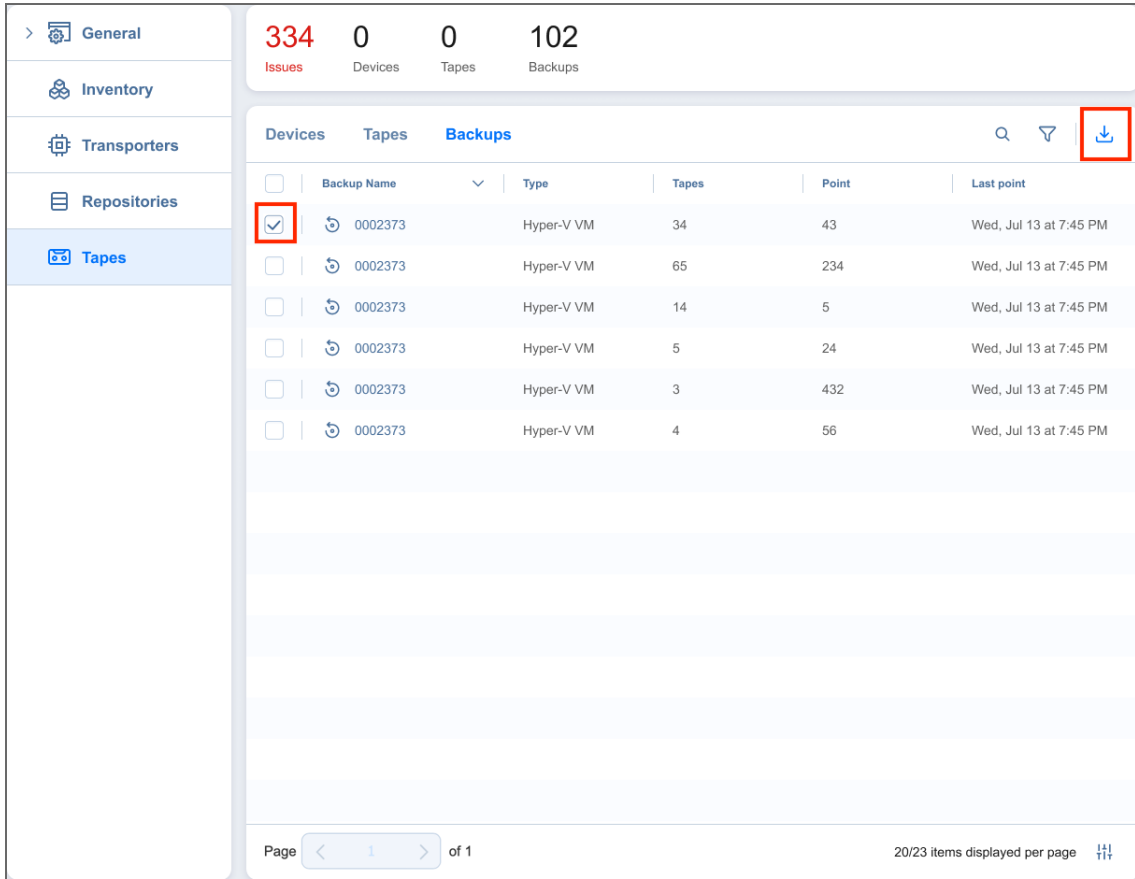 General
Inventory
Transporters
Repositories
Tapes
334 0 0 102
Issues Devices Tapes Backups
Devices Tapes Backups
Backup Name Type Tapes Point Last point
0002373 Hyper-V VM 34 43 Wed, Jul 13 at 7:45 PM
0002373 Hyper-V VM 65 234 Wed, Jul 13 at 7:45 PM
0002373 Hyper-V VM 14 5 Wed, Jul 13 at 7:45 PM
0002373 Hyper-V VM 5 24 Wed, Jul 13 at 7:45 PM
0002373 Hyper-V VM 3 432 Wed, Jul 13 at 7:45 PM
0002373 Hyper-V VM 4 56 Wed, Jul 13 at 7:45 PM
Page 1 of 1 20/23 items displayed per page